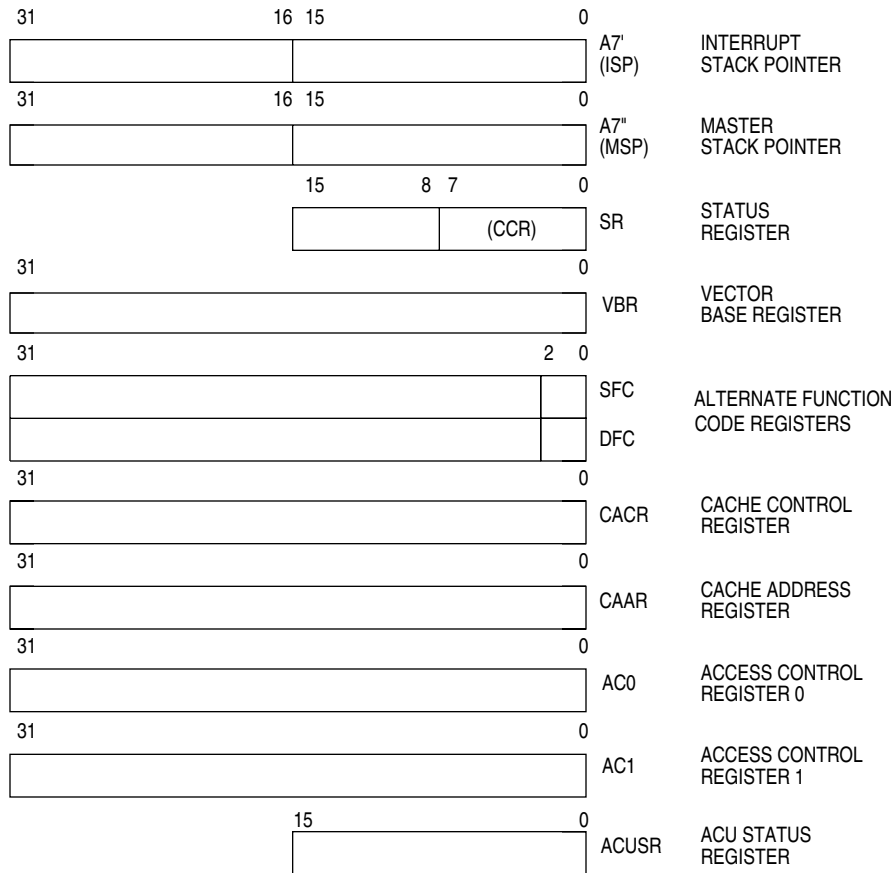 31 16 15 0
A7' INTERRUPT
(ISP) STACK POINTER
31 16 15 0
A7" MASTER
(MSP) STACK POINTER
15 8 7 0
(CCR) SR STATUS
REGISTER
31 0
VBR VECTOR
BASE REGISTER
31 2 0
SFC ALTERNATE FUNCTION
DFC CODE REGISTERS
31 0
CACR CACHE CONTROL
REGISTER
31 0
CAAR CACHE ADDRESS
REGISTER
31 0
AC0 ACCESS CONTROL
REGISTER 0
31 0
AC1 ACCESS CONTROL
REGISTER 1
15 0
ACUSR ACU STATUS
REGISTER